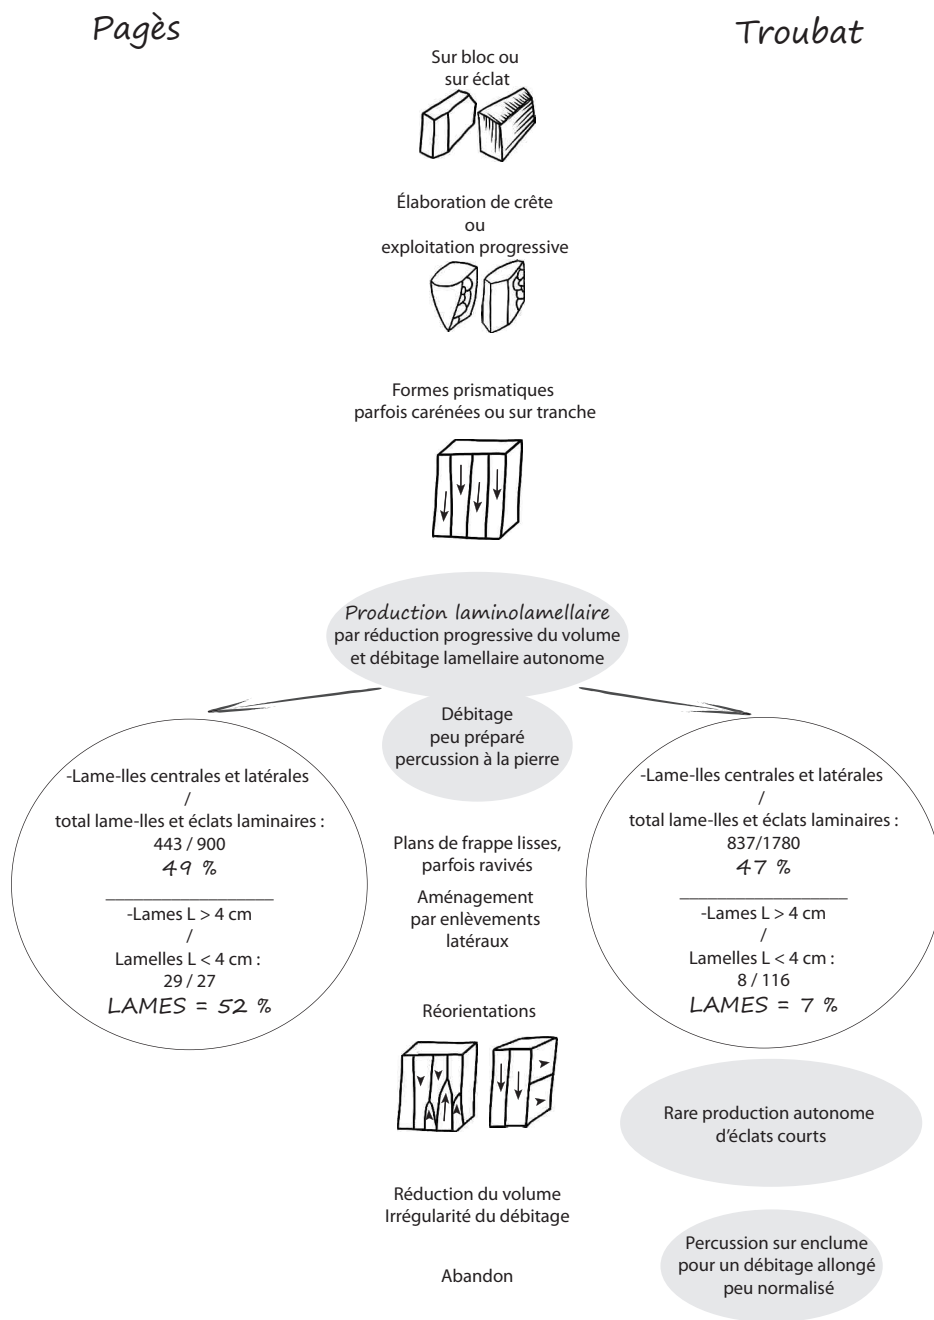 Pagès
Troubat
Sur bloc ou
sur éclat
Élaboration de crête
ou
exploitation progressive
Formes prismatiques
parfois carénées ou sur tranche
Production laminolamellaire
par réduction progressive du volume
et débitage lamellaire autonome
Débitage
peu préparé
percussion à la pierre
-Lame-lles centrales et latérales
/
total lame-lles et éclats laminaires :
443 / 900
49 %
-Lames L > 4 cm
/
Lamelles L < 4 cm :
29 / 27
LAMES = 52 %
Plans de frappe lisses,
parfois ravivés
Aménagement
par enlèvements
latéraux
-Lame-lles centrales et latérales
/
total lame-lles et éclats laminaires :
837/1780
47 %
-Lames L > 4 cm
/
Lamelles L < 4 cm :
8 / 116
LAMES = 7 %
Réorientations
Rare production autonome
d'éclats courts
Réduction du volume
Irrégularité du débitage
Percussion sur enclume
pour un débitage allongé
peu normalisé
Abandon